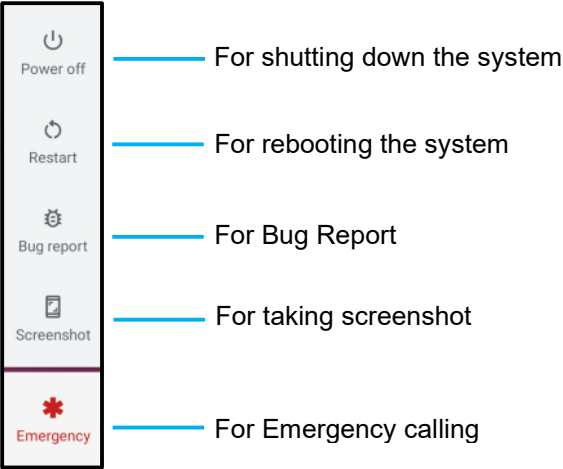 Power off
For shutting down the system
Restart
For rebooting the system
Bug report
For Bug Report
Screenshot
For taking screenshot
Emergency
For Emergency calling